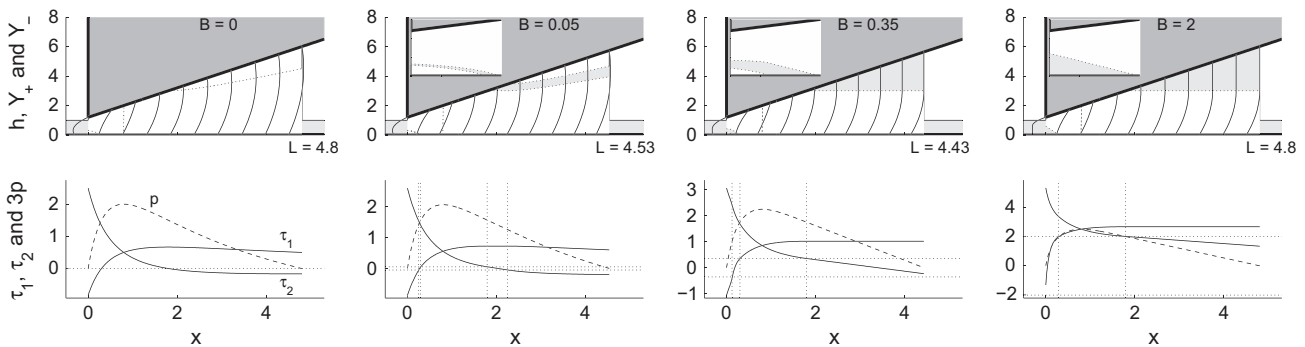 h, Y+ and Y-
8
6
4
2
0
B = 0
L = 4.8
8
6
4
2
0
B = 0.05
L = 4.53
8
6
4
2
0
B = 0.35
L = 4.43
8
6
4
2
0
B = 2
L = 4.8
τ1, τ2 and 3p
2
1
0
p
τ1
τ2
0 2 4
x
2
1
0
0 2 4
x
3
2
1
0
−1
0 2 4
x
4
2
0
−2
0 2 4
x